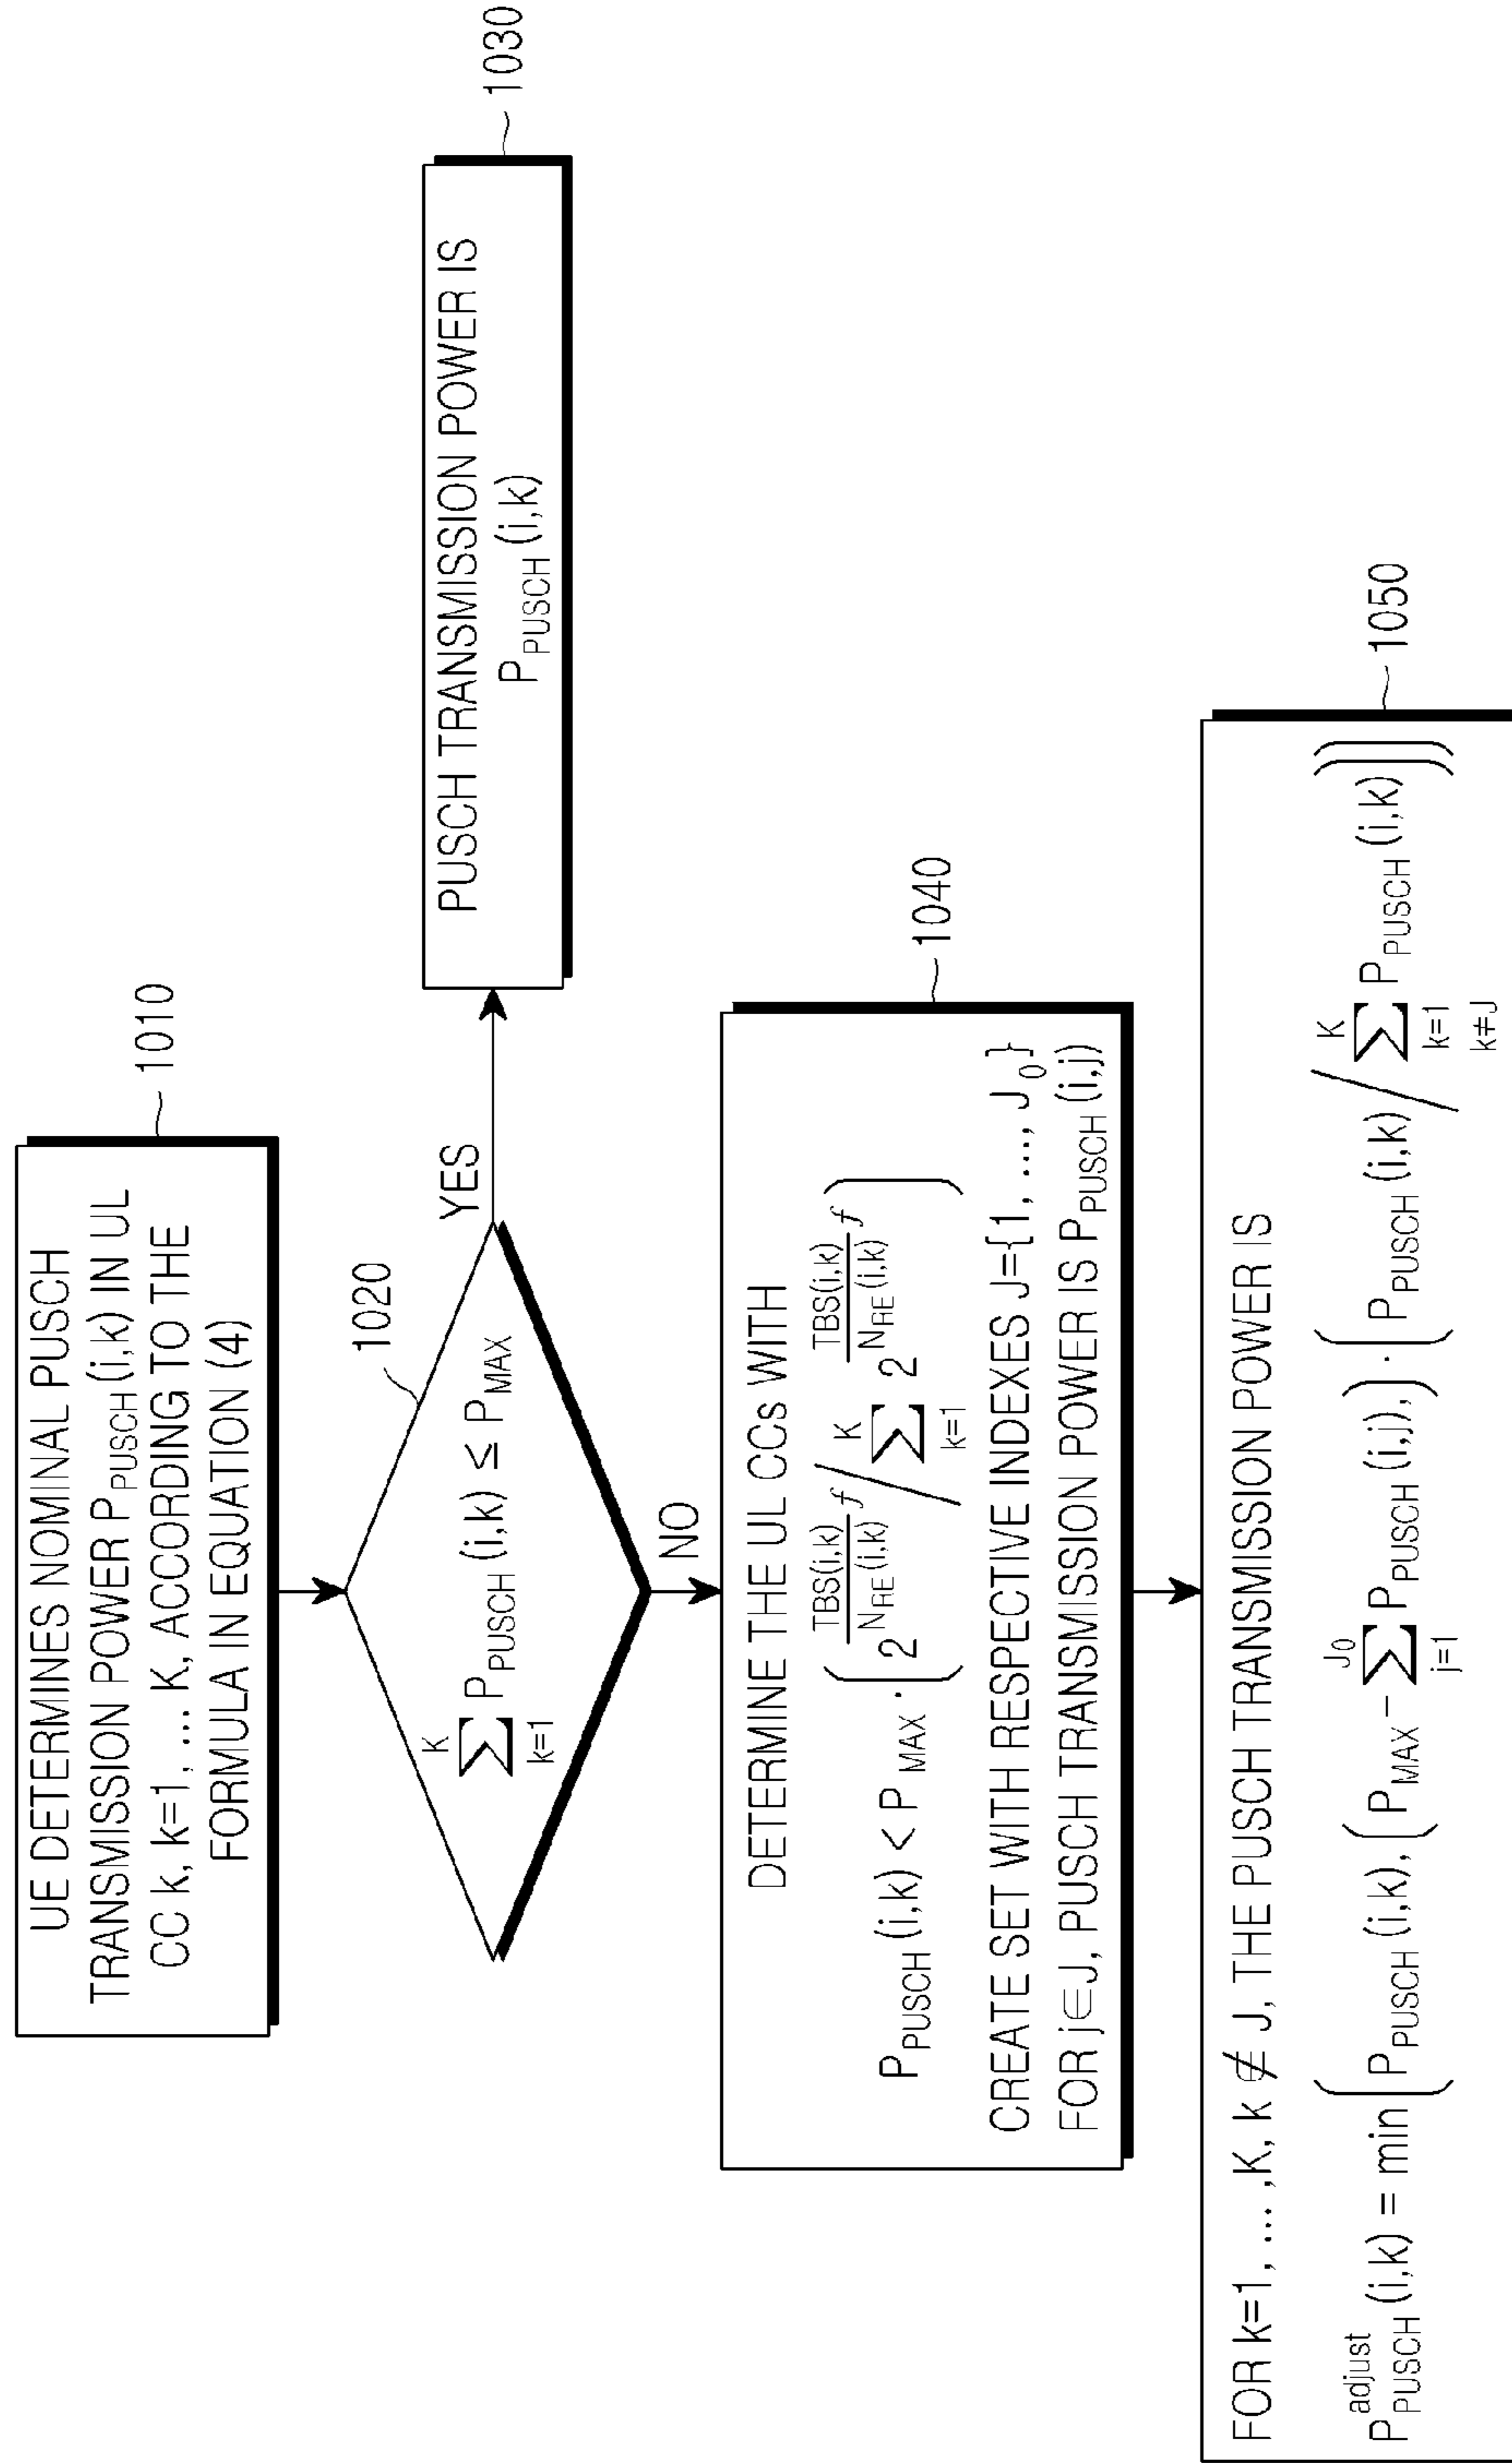 UE DETERMINES NOMINAL PUSCH
TRANSMISSION POWER P_PUSCH (i,k) IN UL
CC k, k=1, ... K, ACCORDING TO THE
FORMULA IN EQUATION (4)
1010
1020
K
∑ P_PUSCH (i,k) ≤ P_MAX
k=1
YES
PUSCH TRANSMISSION POWER IS
P_PUSCH (i,k)
1030
NO
DETERMINE THE UL CCs WITH
P_PUSCH (i,k) < P_MAX · ( 2^{TBS(i,k)/N_RE(i,k) f} / ∑_{k=1}^{K} 2^{TBS(i,k)/N_RE(i,k) f} )
CREATE SET WITH RESPECTIVE INDEXES J={1, ..., J_0}
FOR j∈J, PUSCH TRANSMISSION POWER IS P_PUSCH (i,j)
1040
FOR k=1, ... ,K, k ∉ J, THE PUSCH TRANSMISSION POWER IS
P_PUSCH^adjust (i,k) = min ( P_PUSCH (i,k), ( P_MAX - ∑_{j=1}^{J_0} P_PUSCH (i,j), ) · ( P_PUSCH (i,k) / ∑_{k=1 k≠J}^{K} P_PUSCH (i,k) ) )
1050